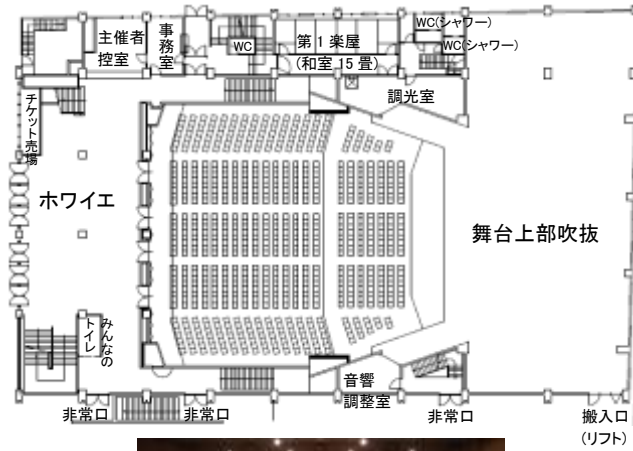 主催者
控室
事務室
WC
第1楽屋
(和室 15 畳)
WC(シャワー)
WC(シャワー)
調光室
チケット売場
ホワイエ
舞台上部吹抜
みんなの
トイレ
音響
調整室
非常口
非常口
非常口
搬入口
(リフト)